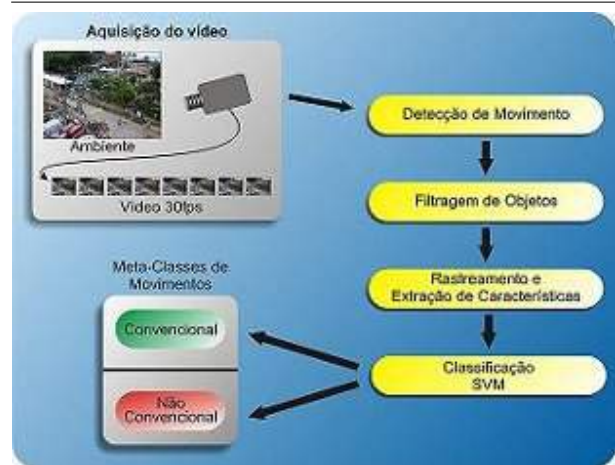 Aquisição do vídeo
Ambiente
Vídeo 30fps
Detecção de Movimento
Filtragem de Objetos
Rastreamento e
Extração de Características
Classificação
SVM
Meta-Classes de
Movimentos
Convencional
Não
Convencional